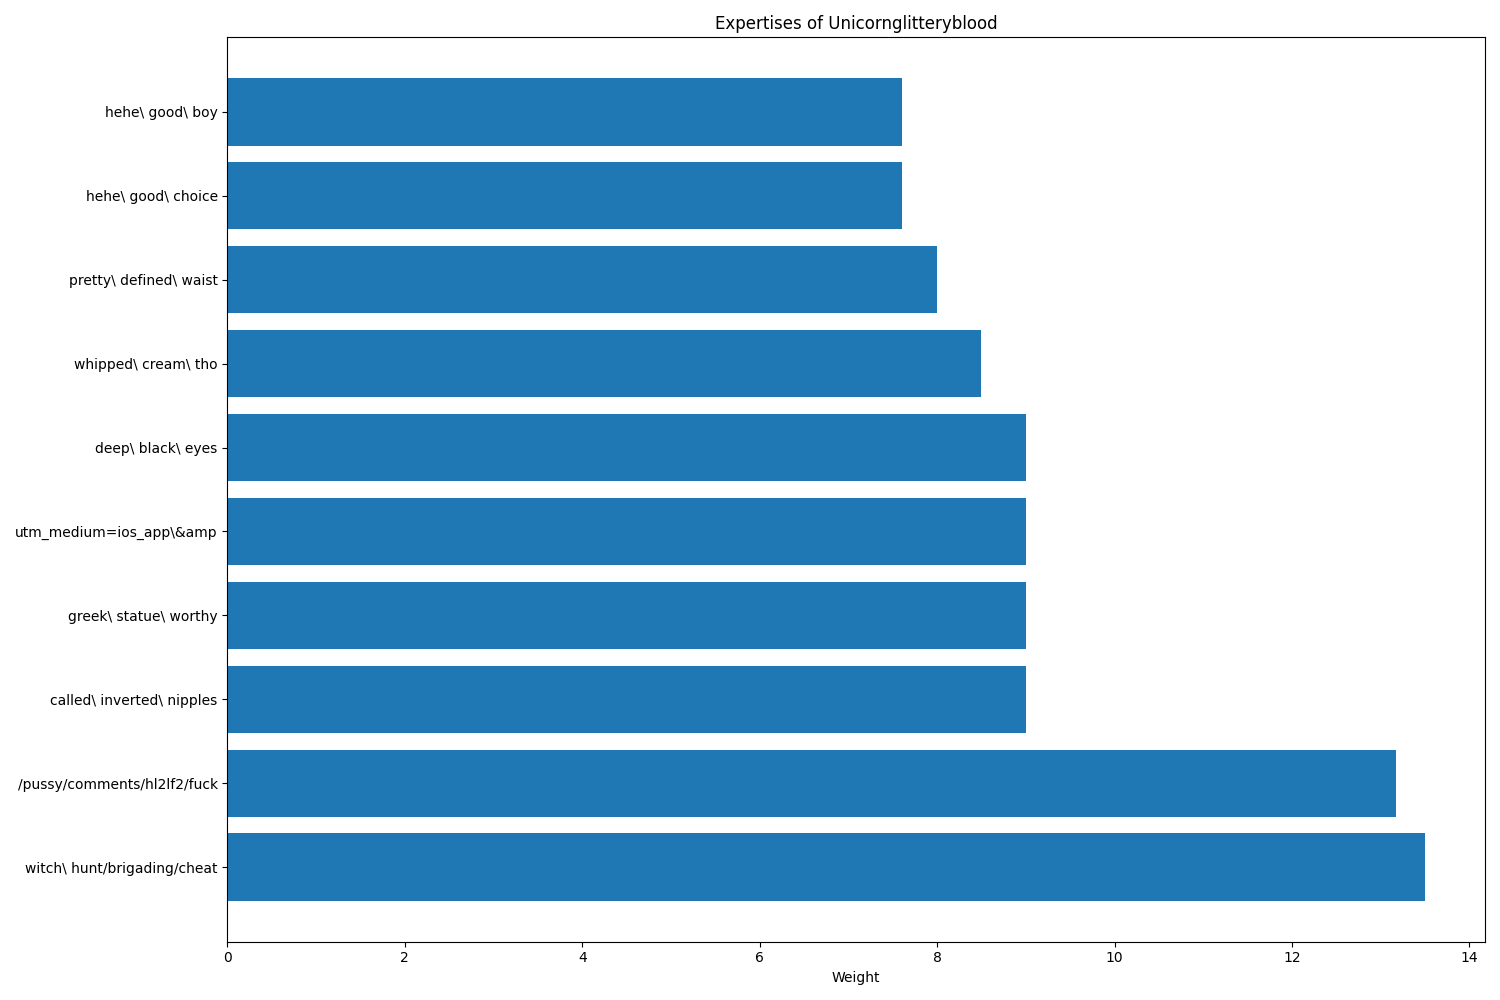 Expertises of Unicornglitteryblood
hehe\ good\ boy
hehe\ good\ choice
pretty\ defined\ waist
whipped\ cream\ tho
deep\ black\ eyes
utm_medium=ios_app\&amp
greek\ statue\ worthy
called\ inverted\ nipples
/pussy/comments/hl2lf2/fuck
witch\ hunt/brigading/cheat
0 2 4 6 8 10 12 14
Weight